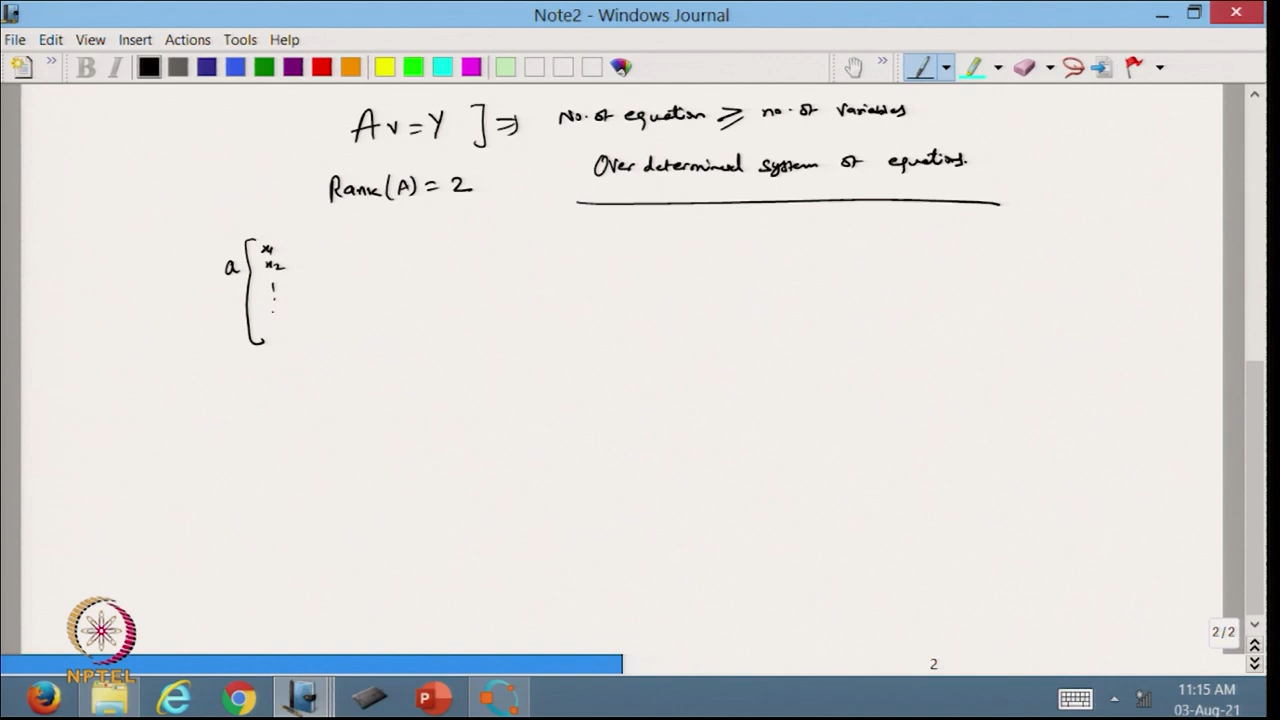 Note2 - Windows Journal
File Edit View Insert Actions Tools Help
B I
Av=Y ] ⇒ No. of equation ⩾ no. of variables
Over determined system of equations.
Rank(A) = 2
a [ x1
x2
2/2
2
NPTEL
11:15 AM
03-Aug-21